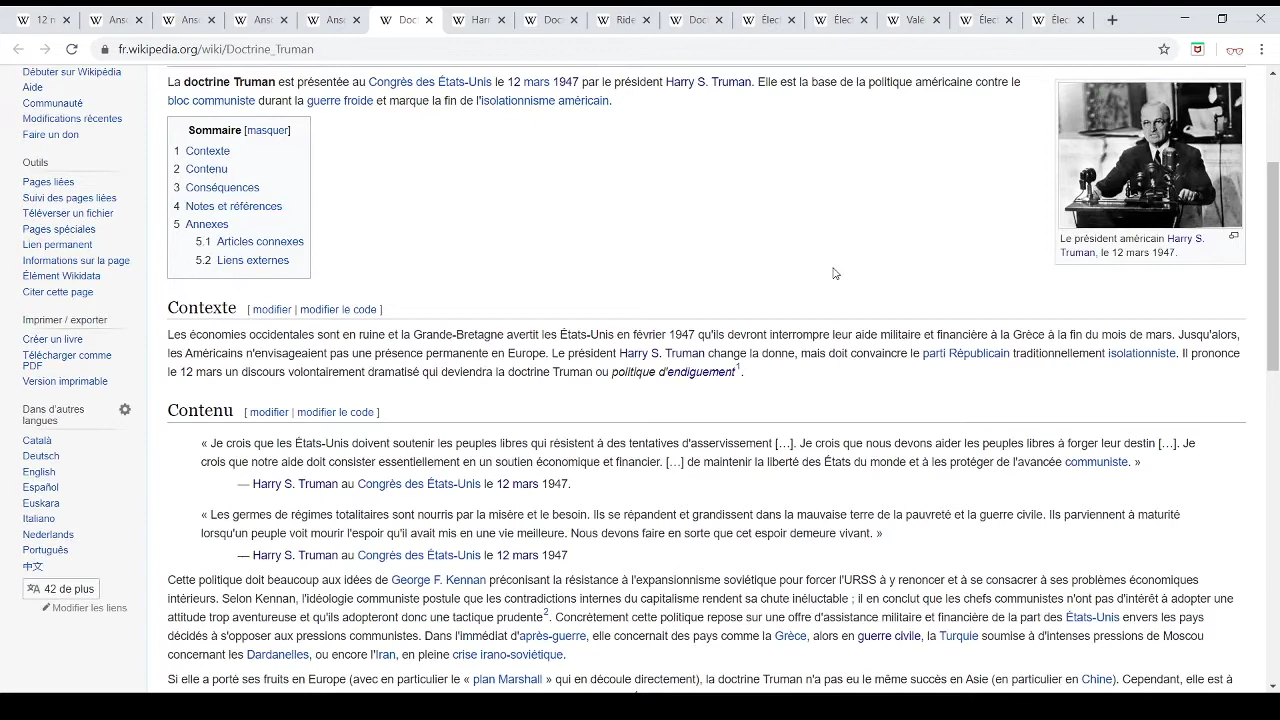 12 n
Ans
Ans
Ans
Ans
Doc
Harr
Doc
Ride
Doc
Élect
Élect
Valé
Élect
Élec
fr.wikipedia.org/wiki/Doctrine_Truman
Débuter sur Wikipédia
Aide
Communauté
Modifications récentes
Faire un don
Outils
Pages liées
Suivi des pages liées
Téléverser un fichier
Pages spéciales
Lien permanent
Informations sur la page
Élément Wikidata
Citer cette page
Imprimer / exporter
Créer un livre
Télécharger comme
PDF
Version imprimable
Dans d'autres
langues
Català
Deutsch
English
Español
Euskara
Italiano
Nederlands
Português
中文
42 de plus
Modifier les liens
La doctrine Truman est présentée au Congrès des États-Unis le 12 mars 1947 par le président Harry S. Truman. Elle est la base de la politique américaine contre le
bloc communiste durant la guerre froide et marque la fin de l'isolationnisme américain.
Sommaire [masquer]
1 Contexte
2 Contenu
3 Conséquences
4 Notes et références
5 Annexes
5.1 Articles connexes
5.2 Liens externes
Le président américain Harry S.
Truman, le 12 mars 1947.
Contexte [ modifier | modifier le code ]
Les économies occidentales sont en ruine et la Grande-Bretagne avertit les États-Unis en février 1947 qu'ils devront interrompre leur aide militaire et financière à la Grèce à la fin du mois de mars. Jusqu'alors,
les Américains n'envisageaient pas une présence permanente en Europe. Le président Harry S. Truman change la donne, mais doit convaincre le parti Républicain traditionnellement isolationniste. Il prononce
le 12 mars un discours volontairement dramatisé qui deviendra la doctrine Truman ou politique d'endiguement1.
Contenu [ modifier | modifier le code ]
« Je crois que les États-Unis doivent soutenir les peuples libres qui résistent à des tentatives d'asservissement […]. Je crois que nous devons aider les peuples libres à forger leur destin […]. Je
crois que notre aide doit consister essentiellement en un soutien économique et financier. […] de maintenir la liberté des États du monde et à les protéger de l'avancée communiste. »
— Harry S. Truman au Congrès des États-Unis le 12 mars 1947.
« Les germes de régimes totalitaires sont nourris par la misère et le besoin. Ils se répandent et grandissent dans la mauvaise terre de la pauvreté et la guerre civile. Ils parviennent à maturité
lorsqu'un peuple voit mourir l'espoir qu'il avait mis en une vie meilleure. Nous devons faire en sorte que cet espoir demeure vivant. »
— Harry S. Truman au Congrès des États-Unis le 12 mars 1947
Cette politique doit beaucoup aux idées de George F. Kennan préconisant la résistance à l'expansionnisme soviétique pour forcer l'URSS à y renoncer et à se consacrer à ses problèmes économiques
intérieurs. Selon Kennan, l'idéologie communiste postule que les contradictions internes du capitalisme rendent sa chute inéluctable ; il en conclut que les chefs communistes n'ont pas d'intérêt à adopter une
attitude trop aventureuse et qu'ils adopteront donc une tactique prudente2. Concrètement cette politique repose sur une offre d'assistance militaire et financière de la part des États-Unis envers les pays
décidés à s'opposer aux pressions communistes. Dans l'immédiat d'après-guerre, elle concernait des pays comme la Grèce, alors en guerre civile, la Turquie soumise à d'intenses pressions de Moscou
concernant les Dardanelles, ou encore l'Iran, en pleine crise irano-soviétique.
Si elle a porté ses fruits en Europe (avec en particulier le « plan Marshall » qui en découle directement), la doctrine Truman n'a pas eu le même succès en Asie (en particulier en Chine). Cependant, elle est à